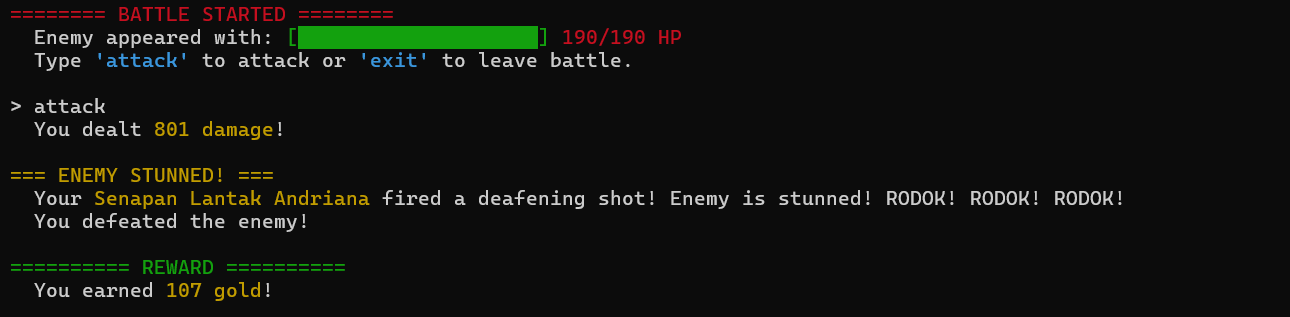 ======== BATTLE STARTED ========
Enemy appeared with: [████████████████████] 190/190 HP
Type 'attack' to attack or 'exit' to leave battle.
> attack
You dealt 801 damage!
=== ENEMY STUNNED! ===
Your Senapan Lantak Andriana fired a deafening shot! Enemy is stunned! RODOK! RODOK! RODOK!
You defeated the enemy!
========== REWARD ==========
You earned 107 gold!